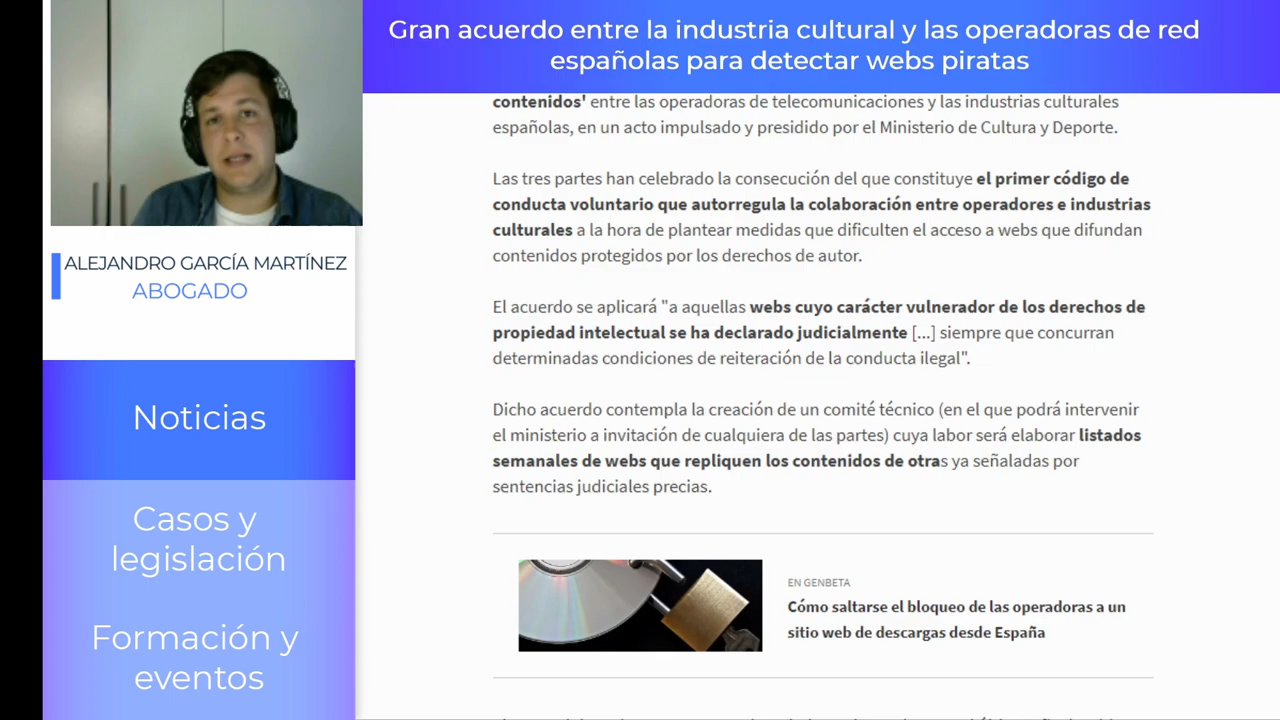 Gran acuerdo entre la industria cultural y las operadoras de red
españolas para detectar webs piratas
ALEJANDRO GARCÍA MARTÍNEZ
ABOGADO
Noticias
Casos y
legislación
Formación y
eventos
contenidos' entre las operadoras de telecomunicaciones y las industrias culturales
españolas, en un acto impulsado y presidido por el Ministerio de Cultura y Deporte.
Las tres partes han celebrado la consecución del que constituye el primer código de
conducta voluntario que autorregula la colaboración entre operadores e industrias
culturales a la hora de plantear medidas que dificulten el acceso a webs que difundan
contenidos protegidos por los derechos de autor.
El acuerdo se aplicará "a aquellas webs cuyo carácter vulnerador de los derechos de
propiedad intelectual se ha declarado judicialmente [...] siempre que concurran
determinadas condiciones de reiteración de la conducta ilegal".
Dicho acuerdo contempla la creación de un comité técnico (en el que podrá intervenir
el ministerio a invitación de cualquiera de las partes) cuya labor será elaborar listados
semanales de webs que repliquen los contenidos de otras ya señaladas por
sentencias judiciales precias.
EN GENBETA
Cómo saltarse el bloqueo de las operadoras a un
sitio web de descargas desde España